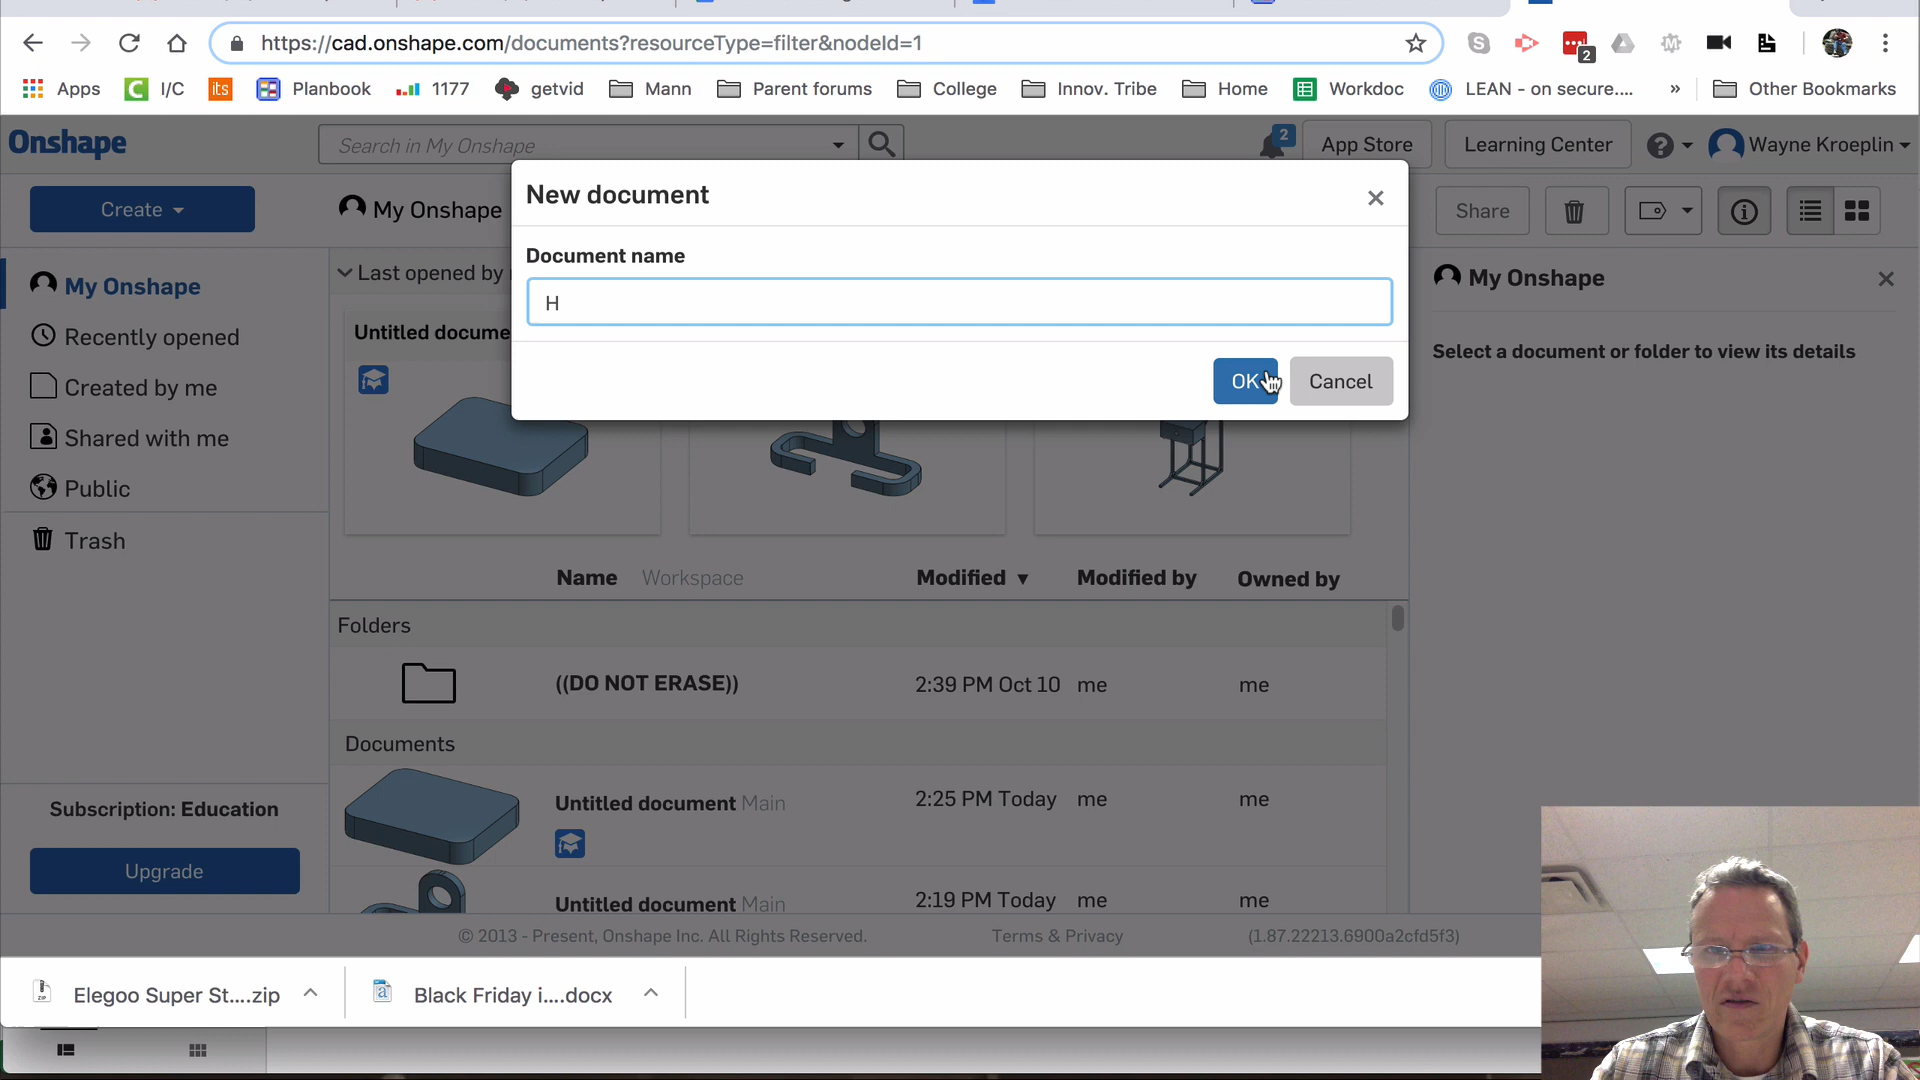 https://cad.onshape.com/documents?resourceType=filter&nodeId=1
2
Apps
C I/C
its
Planbook
1177
getvid
Mann
Parent forums
College
Innov. Tribe
Home
Workdoc
LEAN - on secure....
»
Other Bookmarks
Onshape
Search in My Onshape
2
App Store
Learning Center
?
Wayne Kroeplin
Create
My Onshape
New document
×
Share
Document name
H
OK
Cancel
My Onshape
Recently opened
Created by me
Shared with me
Public
Trash
Last opened by
Untitled docume
My Onshape
Select a document or folder to view its details
Name Workspace Modified ▼ Modified by Owned by
Folders
((DO NOT ERASE)) 2:39 PM Oct 10 me me
Documents
Untitled document Main 2:25 PM Today me me
Untitled document Main 2:19 PM Today me me
Subscription: Education
Upgrade
© 2013 - Present, Onshape Inc. All Rights Reserved. Terms & Privacy (1.87.22213.6900a2cfd5f3)
Elegoo Super St....zip
Black Friday i....docx